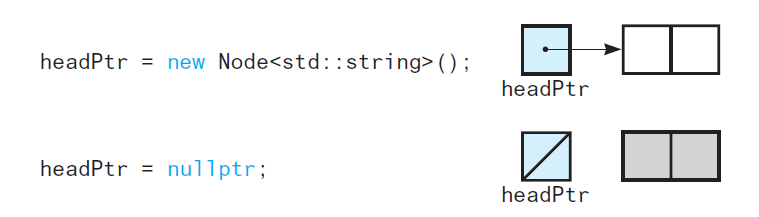 headPtr = new Node<std::string>();
headPtr
headPtr = nullptr;
headPtr